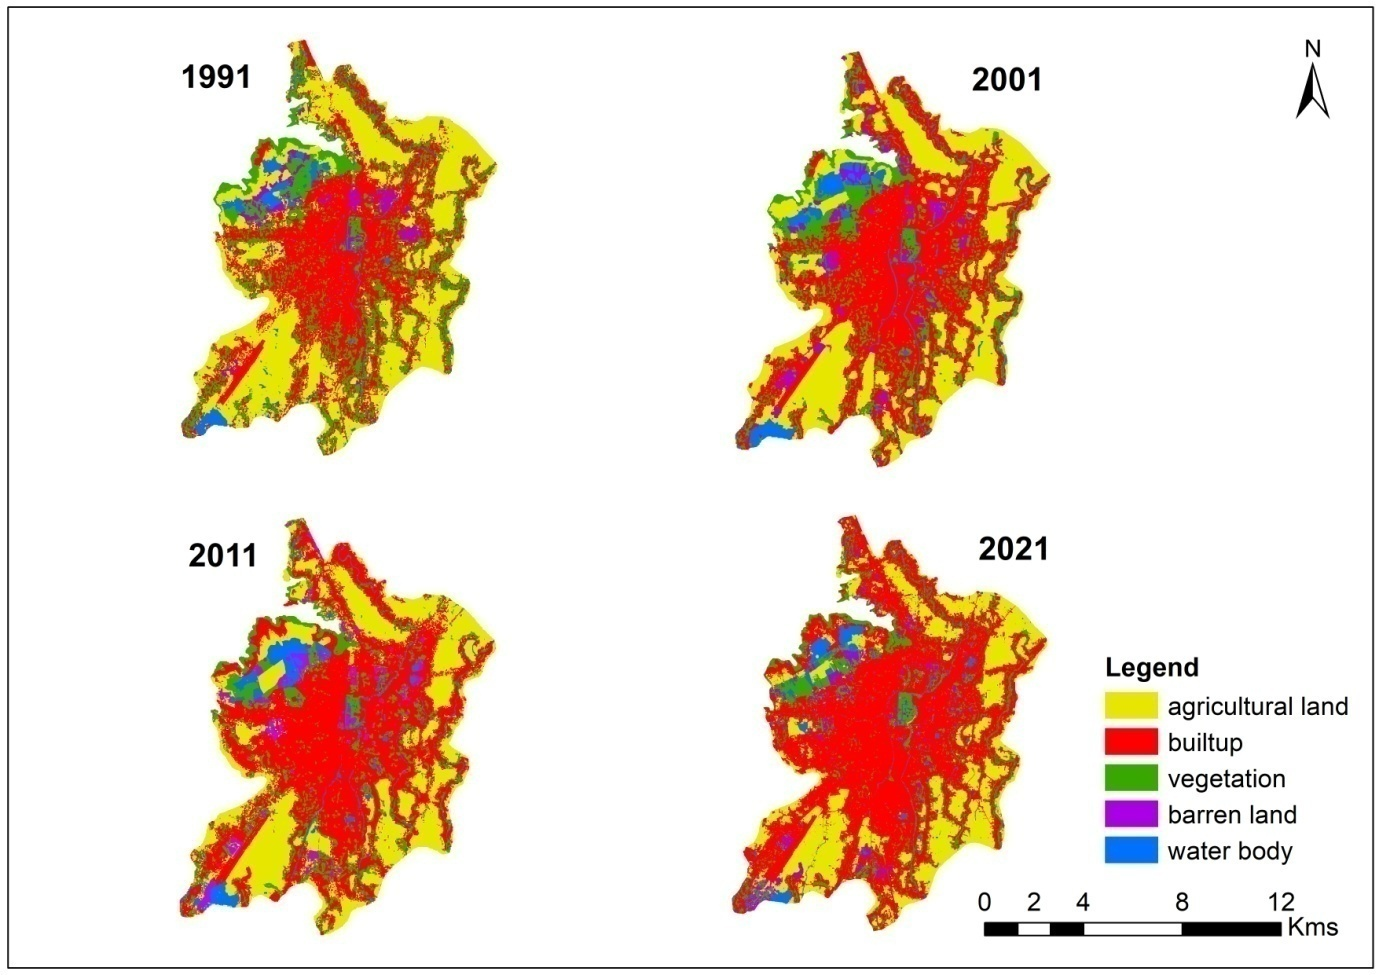 1991
2001
N
2011
2021
Legend
agricultural land
builtup
vegetation
barren land
water body
0 2 4 8 12
Kms